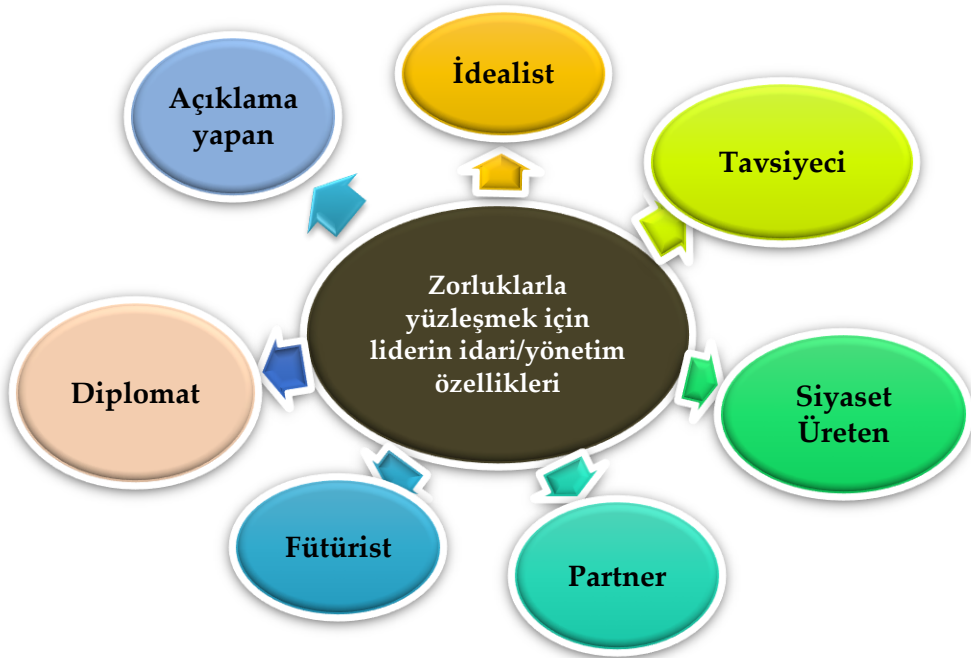 İdealist
Açıklama
yapan
Tavsiyeci
Zorluklarla
yüzleşmek için
liderin idari/yönetim
özellikleri
Diplomat
Siyaset
Üreten
Fütürist
Partner